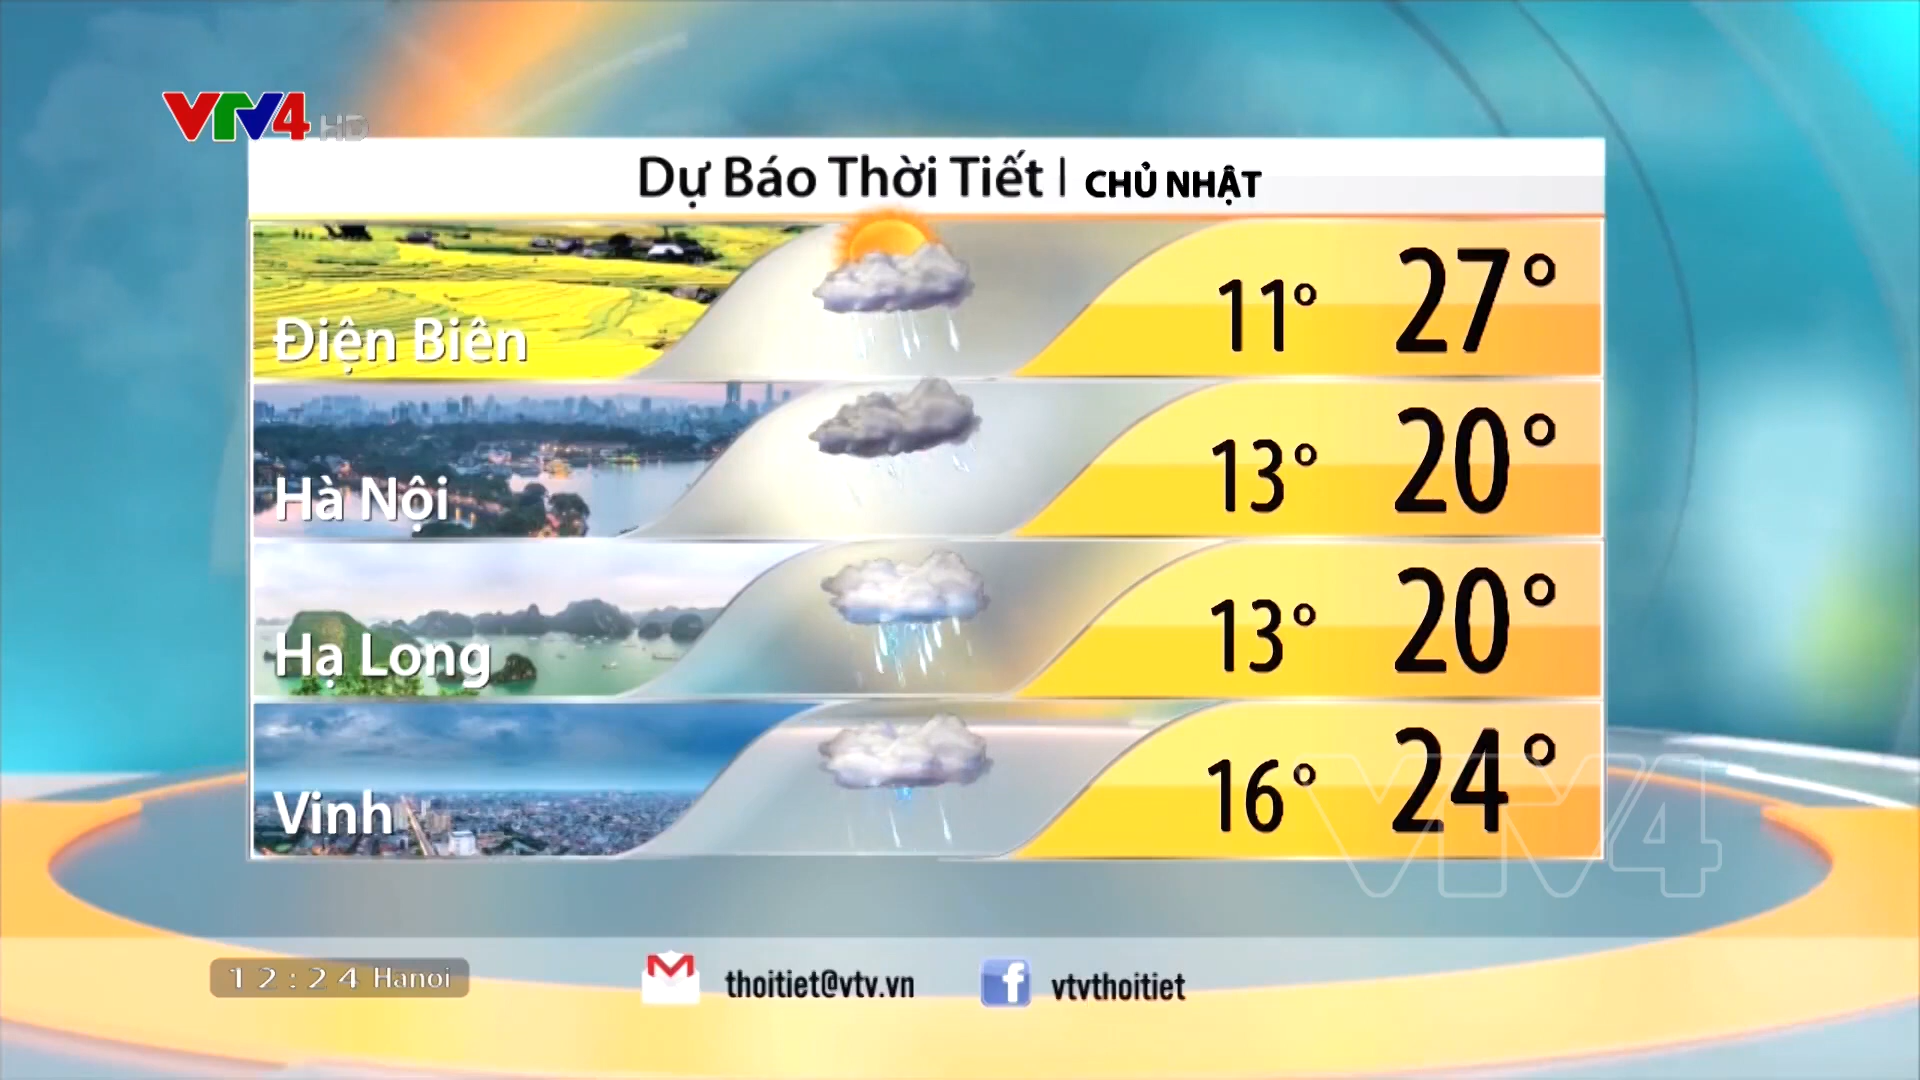 VTV4 HD
Dự Báo Thời Tiết | CHỦ NHẬT
Điện Biên 11° 27°
Hà Nội 13° 20°
Hạ Long 13° 20°
Vinh 16° 24°
VTV4
12:24 Hanoi
thoitiet@vtv.vn
f vtvthoitiet